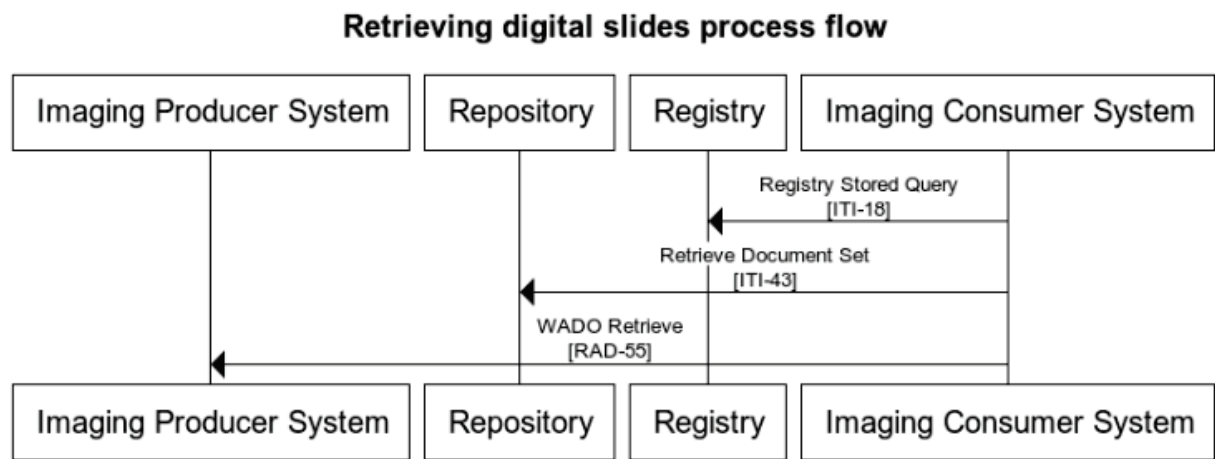 Retrieving digital slides process flow
Imaging Producer System Repository Registry Imaging Consumer System
Registry Stored Query
[ITI-18]
Retrieve Document Set
[ITI-43]
WADO Retrieve
[RAD-55]
Imaging Producer System Repository Registry Imaging Consumer System